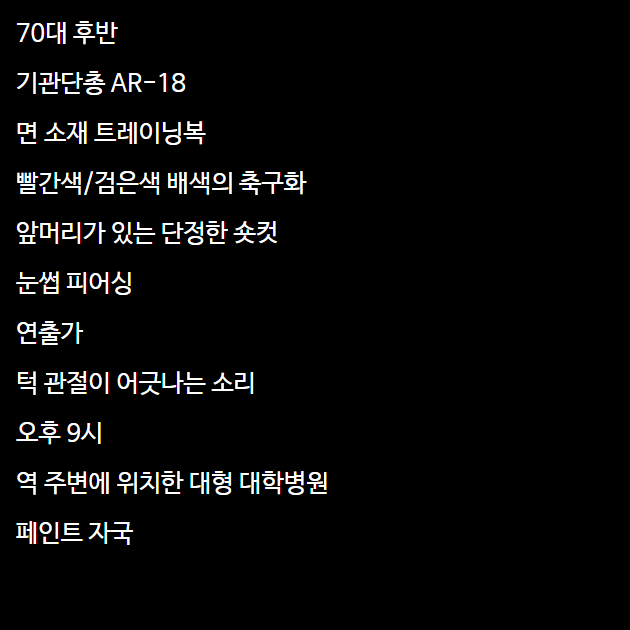 70대 후반
기관단총 AR-18
면 소재 트레이닝복
빨간색/검은색 배색의 축구화
앞머리가 있는 단정한 숏컷
눈썹 피어싱
연출가
턱 관절이 어긋나는 소리
오후 9시
역 주변에 위치한 대형 대학병원
페인트 자국